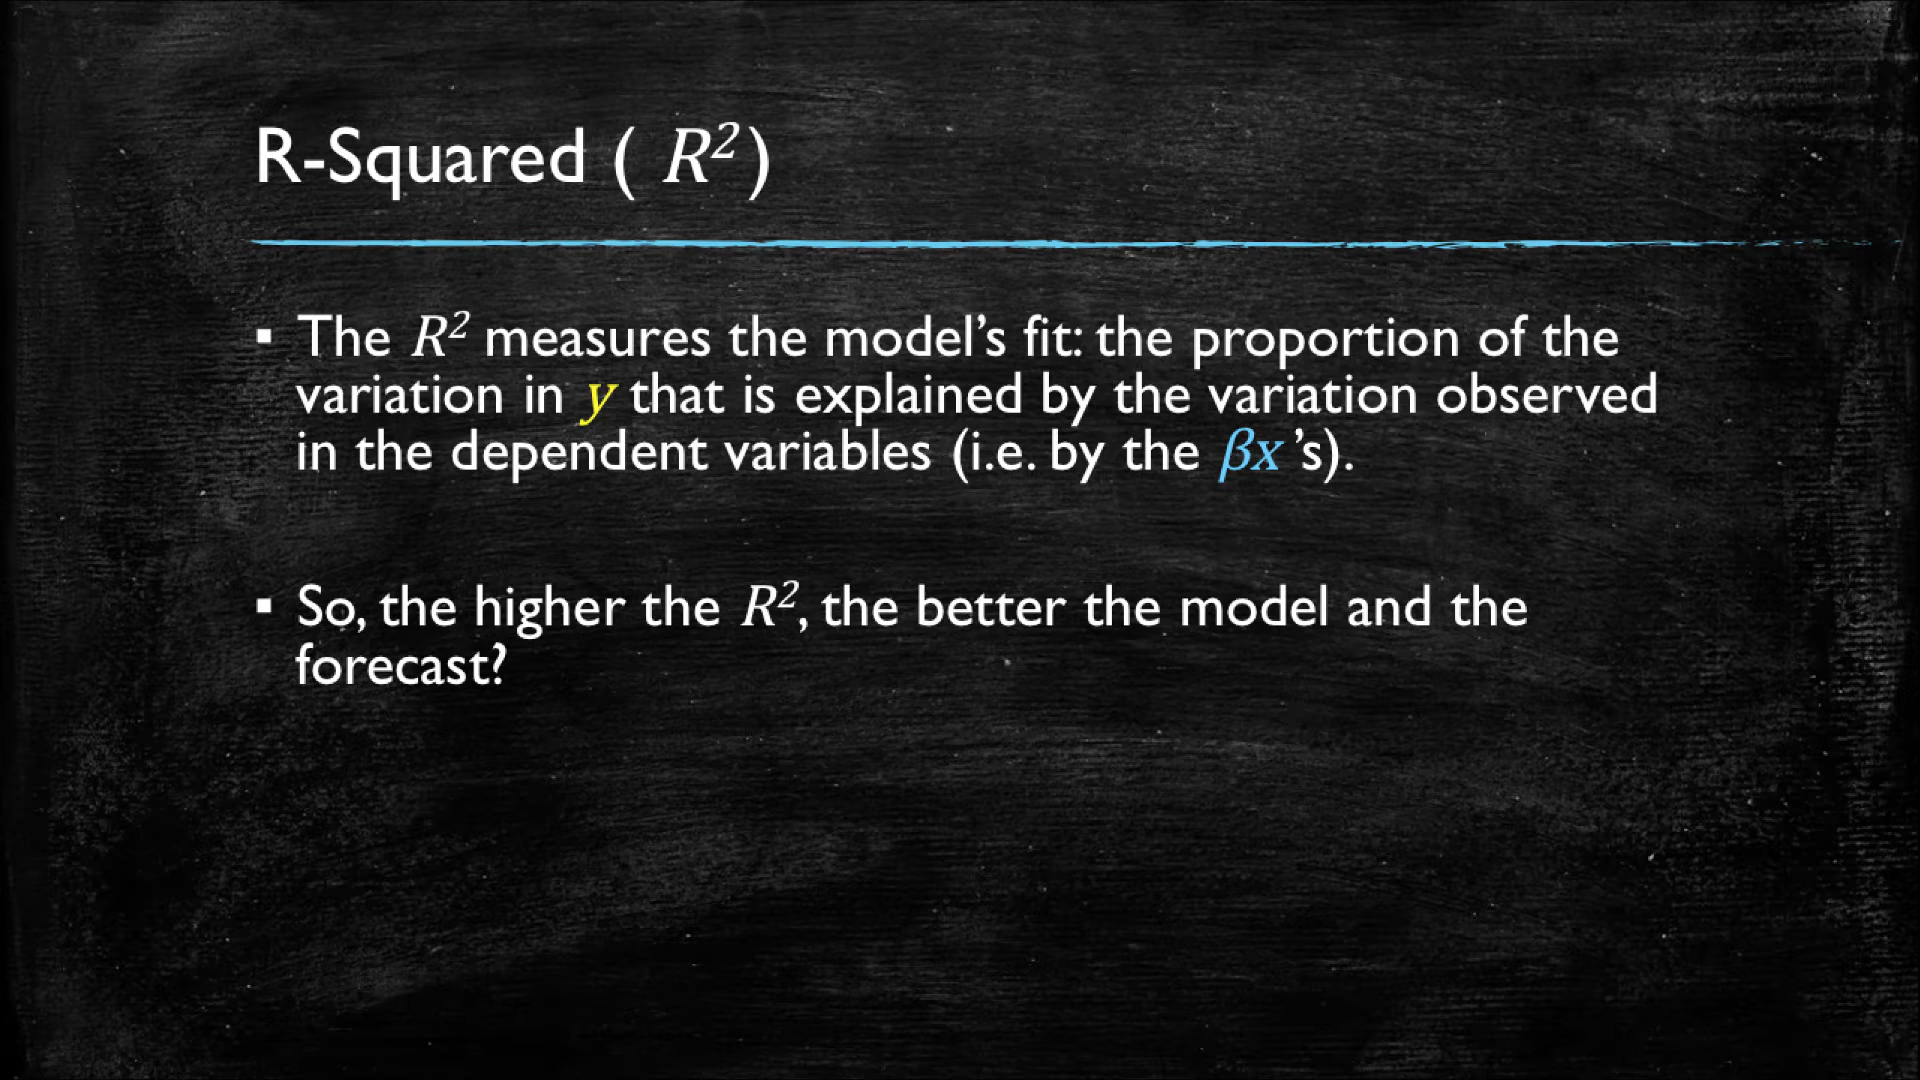 R-Squared ( R²)
▪ The R² measures the model’s fit: the proportion of the
variation in y that is explained by the variation observed
in the dependent variables (i.e. by the βx ’s).
▪ So, the higher the R², the better the model and the
forecast?